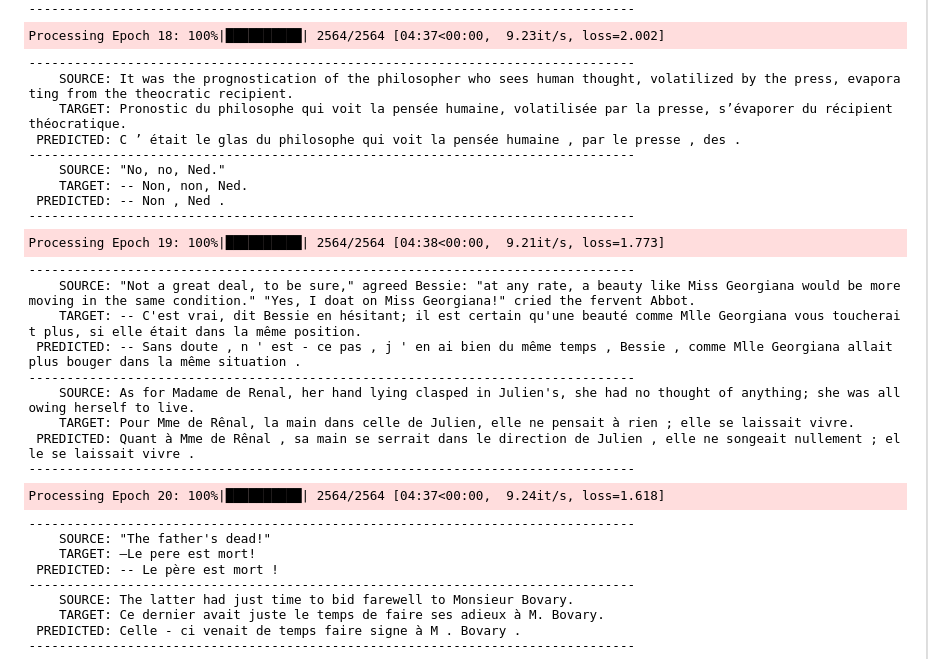 --------------------------------------------------------------------------------
Processing Epoch 18: 100%|██████████| 2564/2564 [04:37<00:00,  9.23it/s, loss=2.002]
--------------------------------------------------------------------------------
    SOURCE: It was the prognostication of the philosopher who sees human thought, volatilized by the press, evapora
ting from the theocratic recipient.
    TARGET: Pronostic du philosophe qui voit la pensée humaine, volatilisée par la presse, s’évaporer du récipient
théocratique.
 PREDICTED: C ’ était le glas du philosophe qui voit la pensée humaine , par le presse , des .
--------------------------------------------------------------------------------
    SOURCE: "No, no, Ned."
    TARGET: -- Non, non, Ned.
 PREDICTED: -- Non , Ned .
--------------------------------------------------------------------------------
Processing Epoch 19: 100%|██████████| 2564/2564 [04:38<00:00,  9.21it/s, loss=1.773]
--------------------------------------------------------------------------------
    SOURCE: "Not a great deal, to be sure," agreed Bessie: "at any rate, a beauty like Miss Georgiana would be more
moving in the same condition." "Yes, I doat on Miss Georgiana!" cried the fervent Abbot.
    TARGET: -- C'est vrai, dit Bessie en hésitant; il est certain qu'une beauté comme Mlle Georgiana vous toucherai
t plus, si elle était dans la même position.
 PREDICTED: -- Sans doute , n ' est - ce pas , j ' en ai bien du même temps , Bessie , comme Mlle Georgiana allait
plus bouger dans la même situation .
--------------------------------------------------------------------------------
    SOURCE: As for Madame de Renal, her hand lying clasped in Julien's, she had no thought of anything; she was all
owing herself to live.
    TARGET: Pour Mme de Rênal, la main dans celle de Julien, elle ne pensait à rien ; elle se laissait vivre.
 PREDICTED: Quant à Mme de Rênal , sa main se serrait dans le direction de Julien , elle ne songeait nullement ; el
le se laissait vivre .
--------------------------------------------------------------------------------
Processing Epoch 20: 100%|██████████| 2564/2564 [04:37<00:00,  9.24it/s, loss=1.618]
--------------------------------------------------------------------------------
    SOURCE: "The father's dead!"
    TARGET: —Le pere est mort!
 PREDICTED: -- Le père est mort !
--------------------------------------------------------------------------------
    SOURCE: The latter had just time to bid farewell to Monsieur Bovary.
    TARGET: Ce dernier avait juste le temps de faire ses adieux à M. Bovary.
 PREDICTED: Celle - ci venait de temps faire signe à M . Bovary .
--------------------------------------------------------------------------------